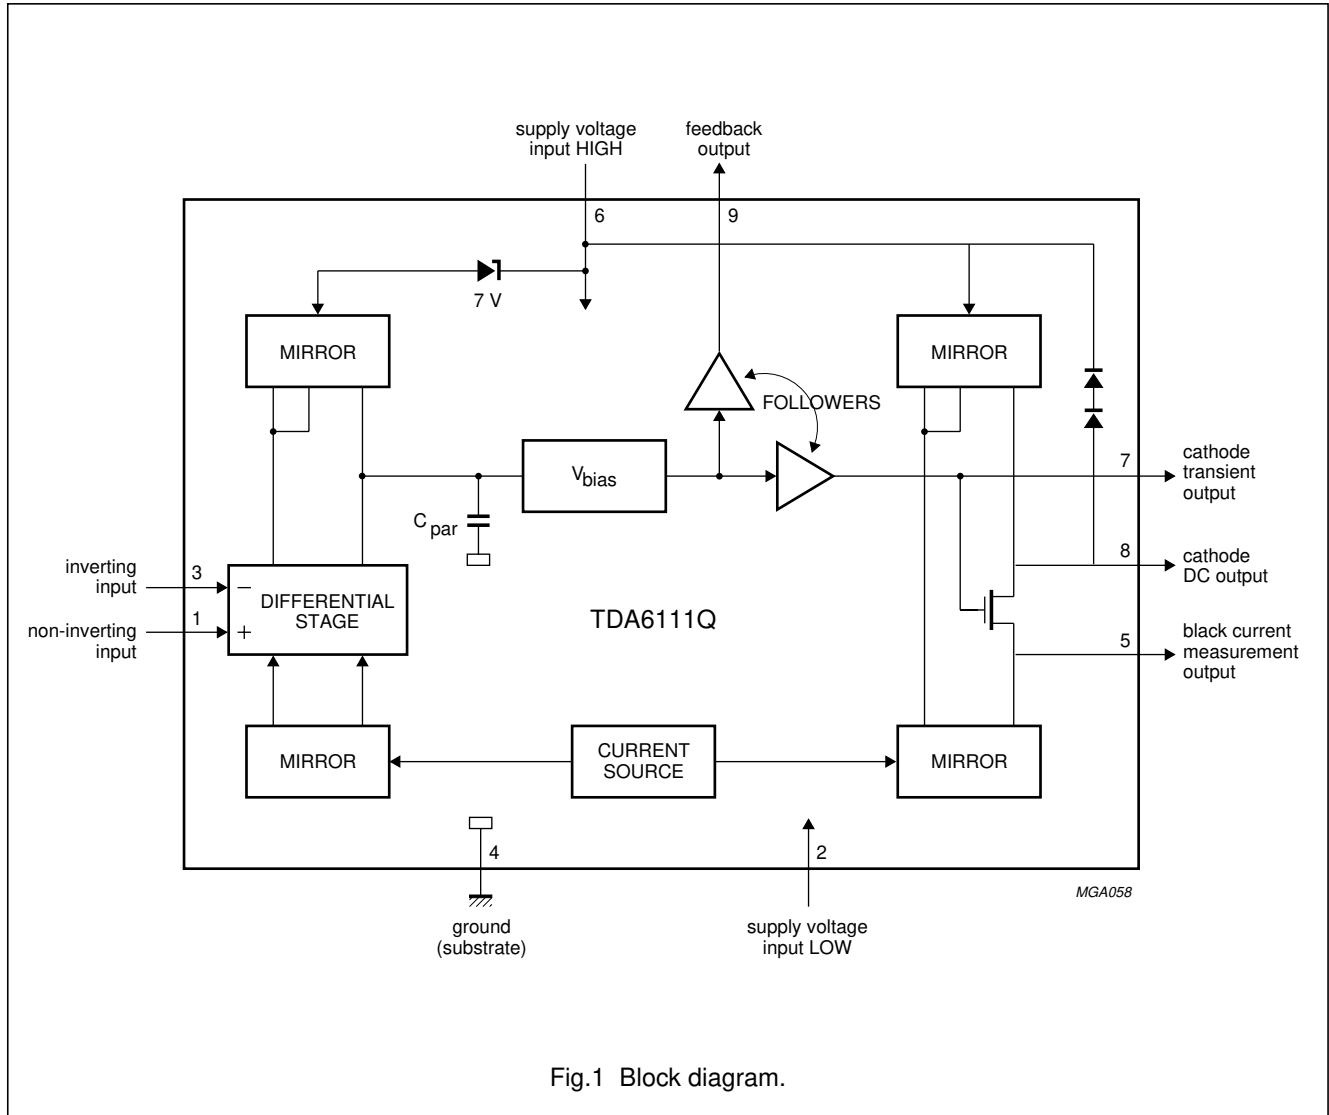 supply voltage
input HIGH
feedback
output
6
9
7 V
MIRROR
MIRROR
FOLLOWERS
Vbias
Cpar
7
cathode
transient
output
8
cathode
DC output
inverting
input
3
−
non-inverting
input
1
+
DIFFERENTIAL
STAGE
TDA6111Q
5
black current
measurement
output
MIRROR
CURRENT
SOURCE
MIRROR
4
2
MGA058
ground
(substrate)
supply voltage
input LOW
Fig.1 Block diagram.